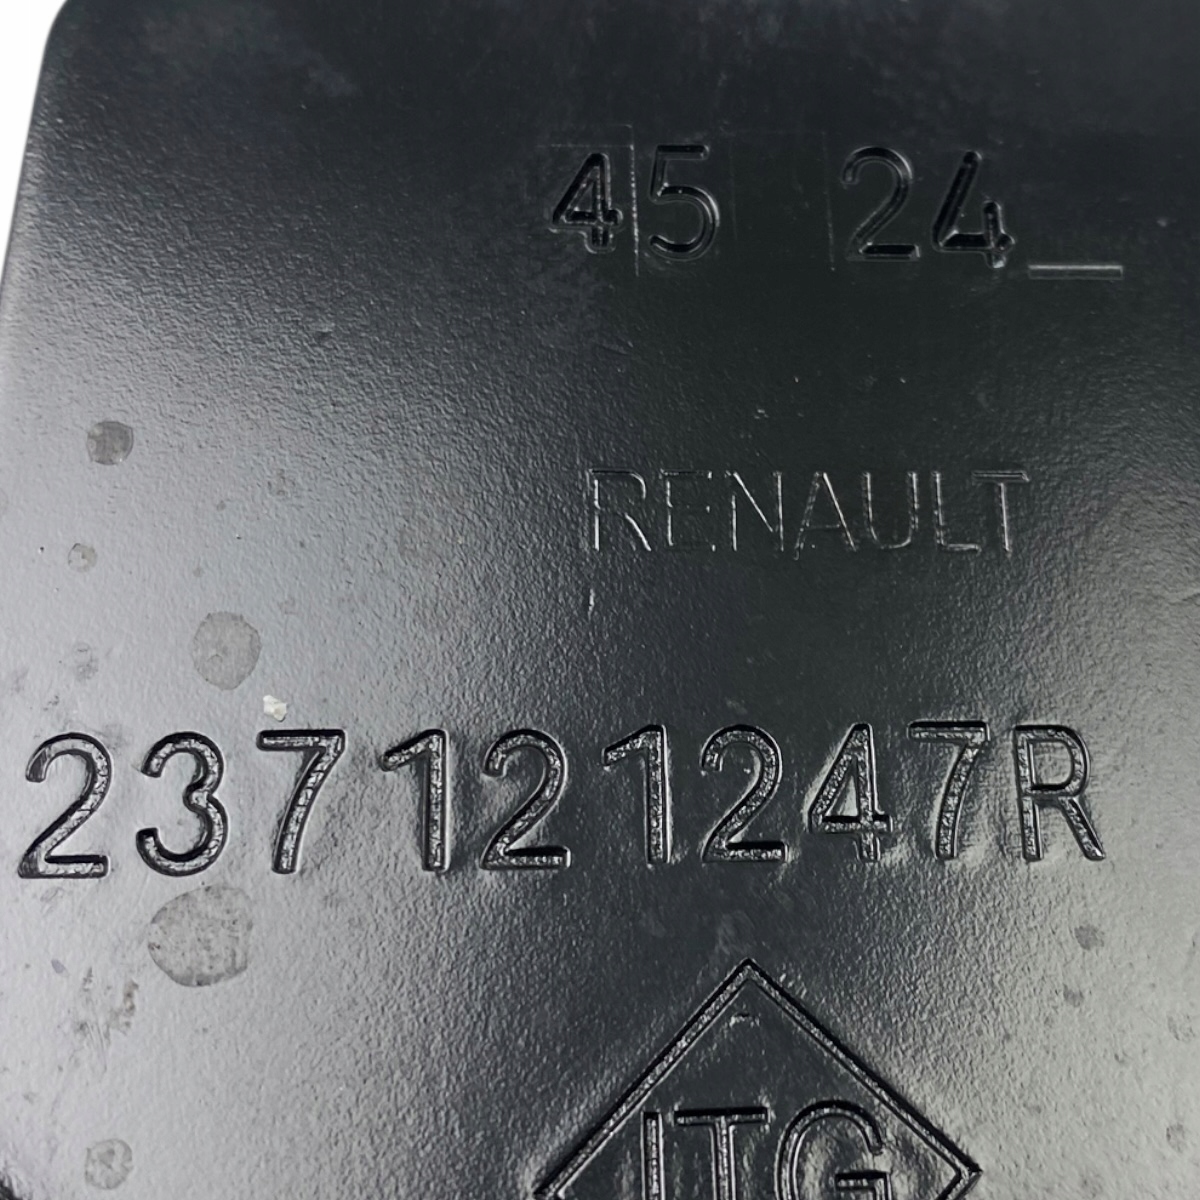 45 24_
RENAULT
237121247R
ITG